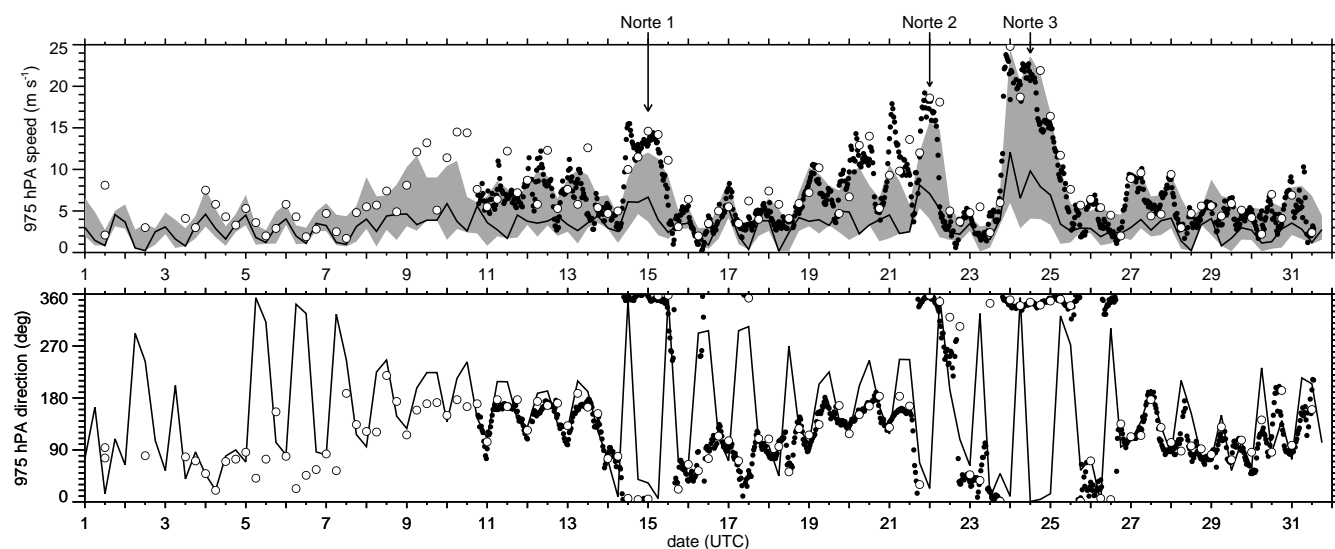 Norte 1 Norte 2 Norte 3
25
20
15
10
5
0
975 hPA speed (m s-1)
1 3 5 7 9 11 13 15 17 19 21 23 25 27 29 31
360
270
180
90
0
975 hPA direction (deg)
1 3 5 7 9 11 13 15 17 19 21 23 25 27 29 31
date (UTC)